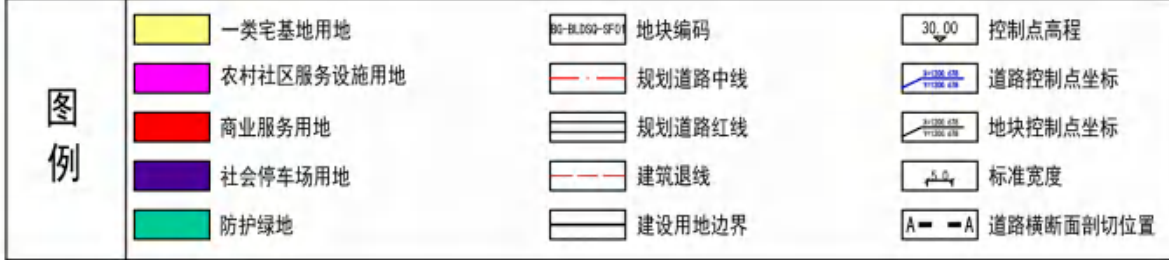 图例
一类宅基地用地
农村社区服务设施用地
商业服务用地
社会停车场用地
防护绿地
BG-BLDSQ-SF01 地块编码
规划道路中线
规划道路红线
建筑退线
建设用地边界
30.00 控制点高程
道路控制点坐标
地块控制点坐标
5.0 标准宽度
A A 道路横断面剖切位置